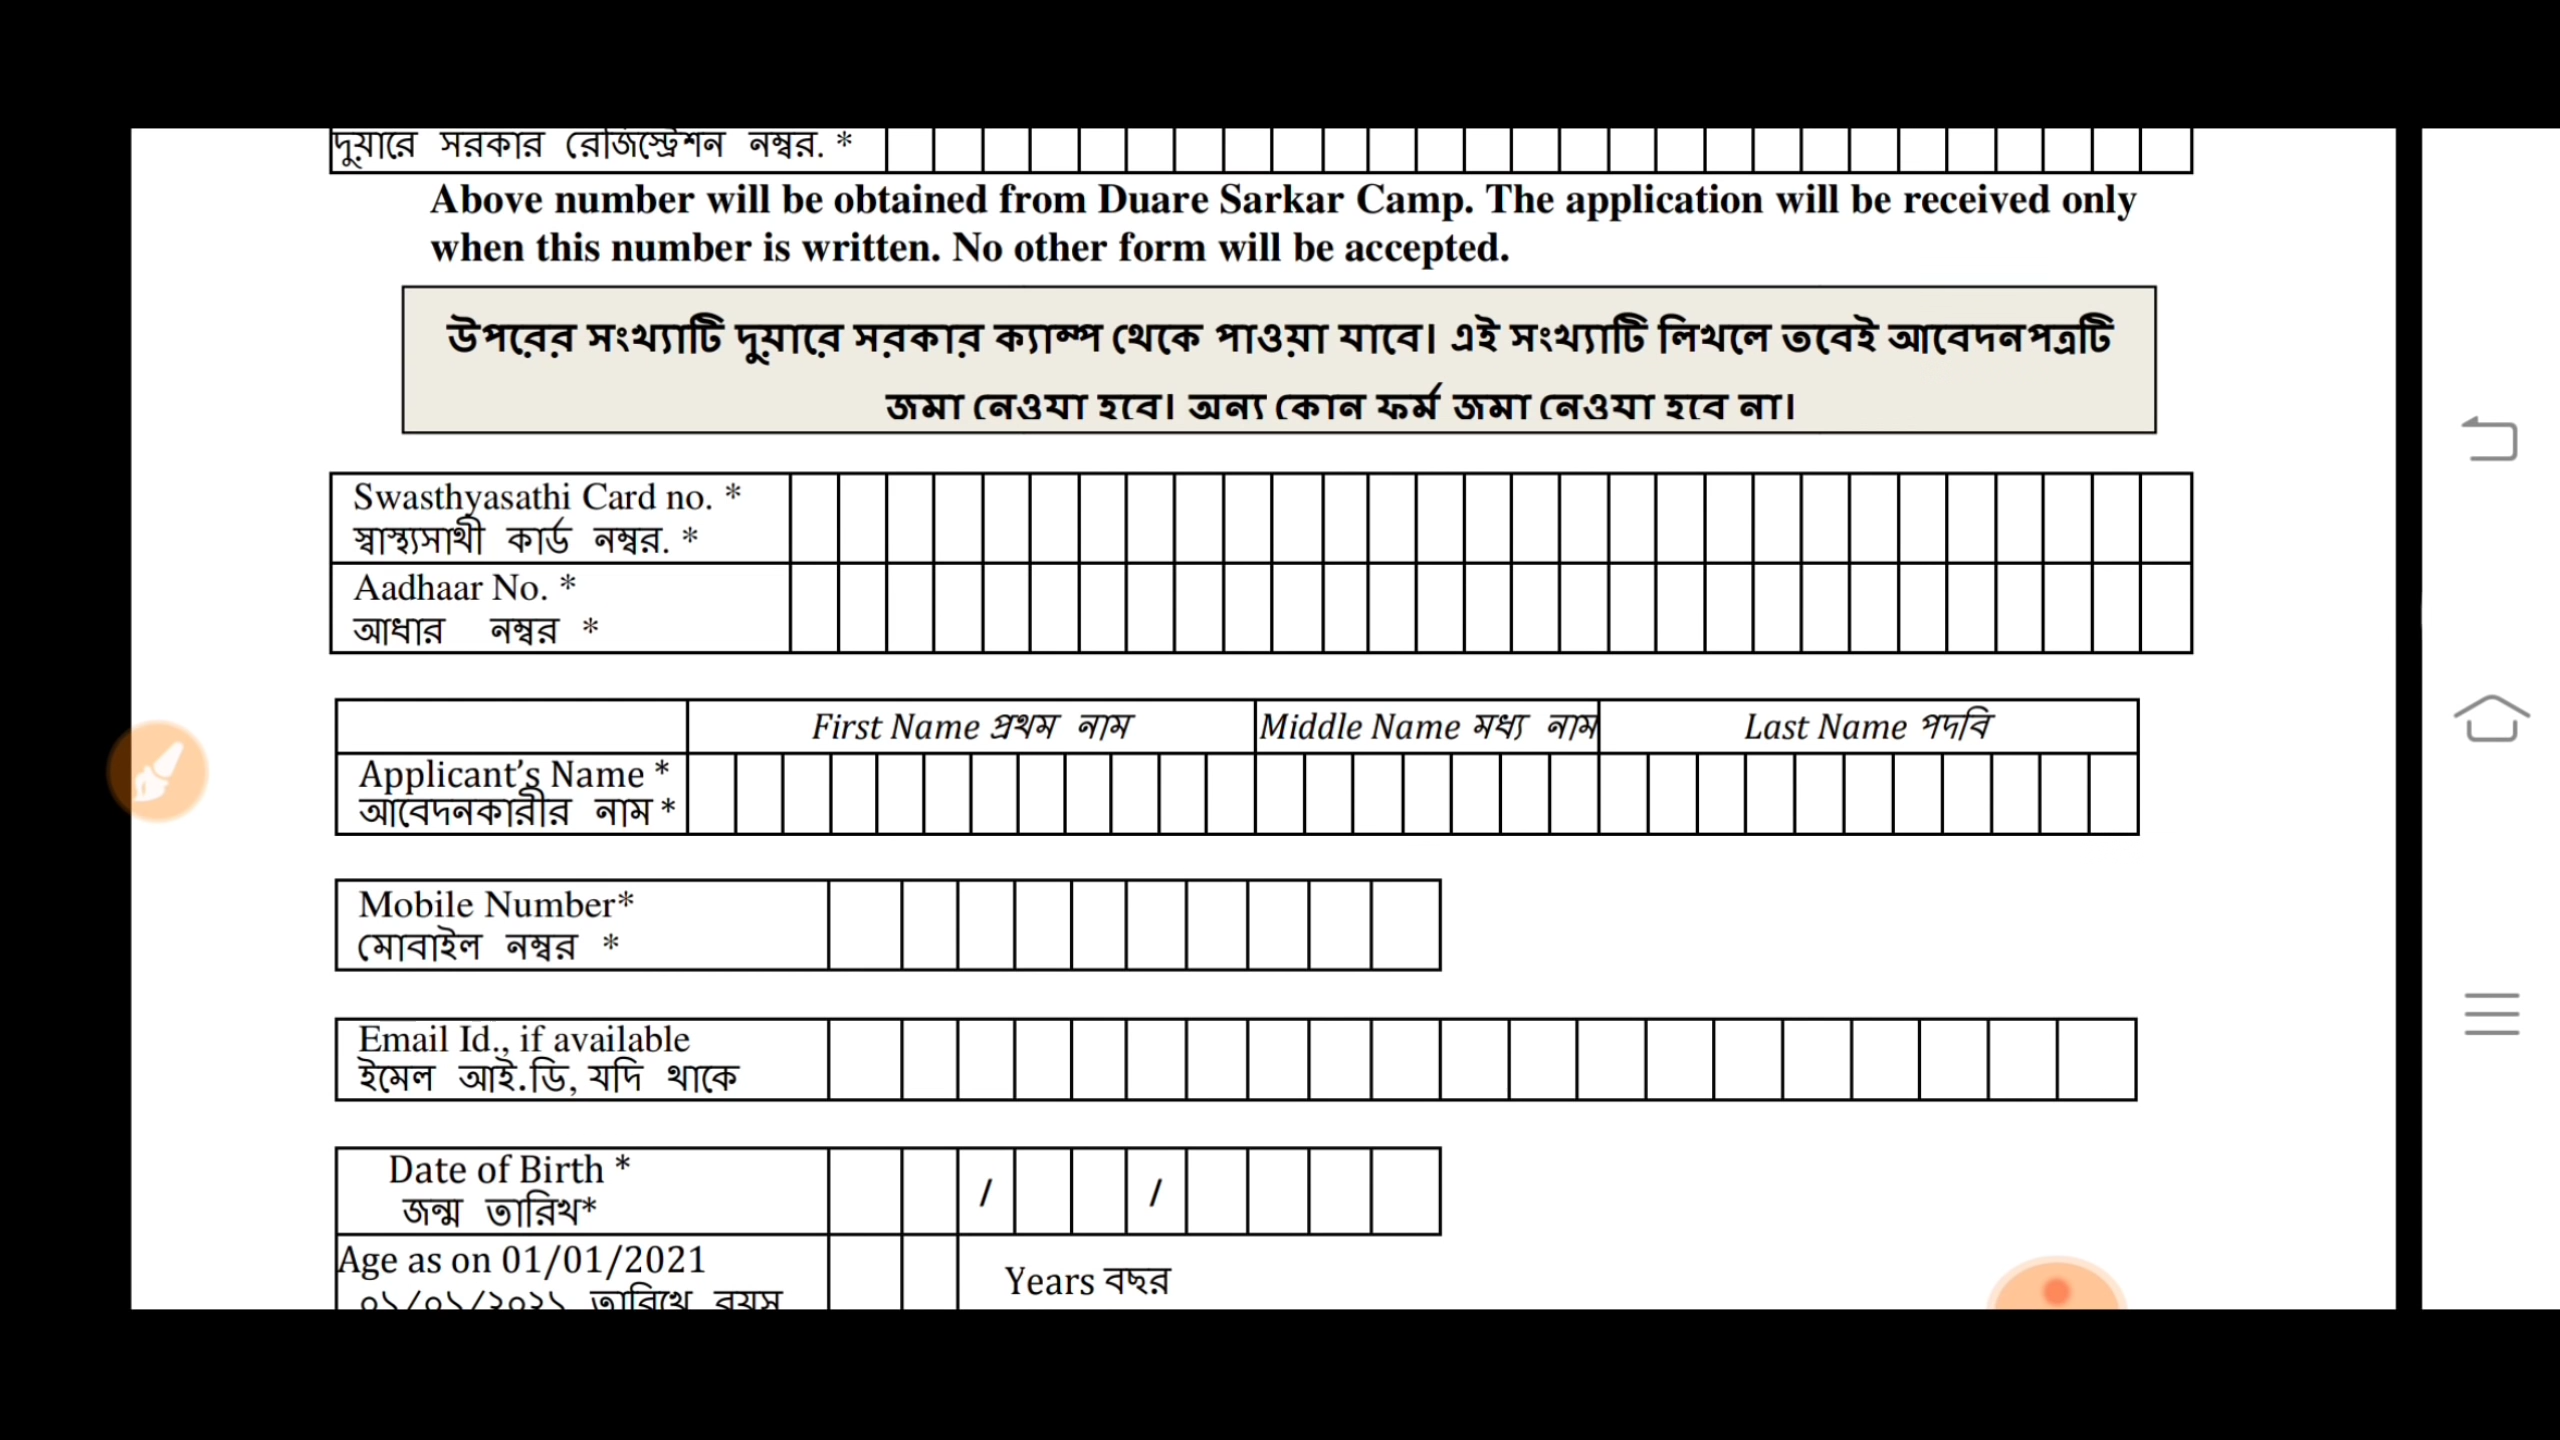 দুয়ারে সরকার রেজিস্ট্রেশন নম্বর. *
Above number will be obtained from Duare Sarkar Camp. The application will be received only
when this number is written. No other form will be accepted.
উপরের সংখ্যাটি দুয়ারে সরকার ক্যাম্প থেকে পাওয়া যাবে। এই সংখ্যাটি লিখলে তবেই আবেদনপত্রটি
জমা নেওয়া হবে। অন্য কোন ফর্ম জমা নেওয়া হবে না।
Swasthyasathi Card no. *
স্বাস্থ্যসাথী কার্ড নম্বর. *
Aadhaar No. *
আধার নম্বর *
First Name প্রথম নাম Middle Name মধ্য নাম Last Name পদবি
Applicant’s Name *
আবেদনকারীর নাম *
Mobile Number*
মোবাইল নম্বর *
Email Id., if available
ইমেল আই.ডি, যদি থাকে
Date of Birth *
জন্ম তারিখ*
/ /
Age as on 01/01/2021
০১/০১/২০২১ তারিখে বয়স
Years বছর